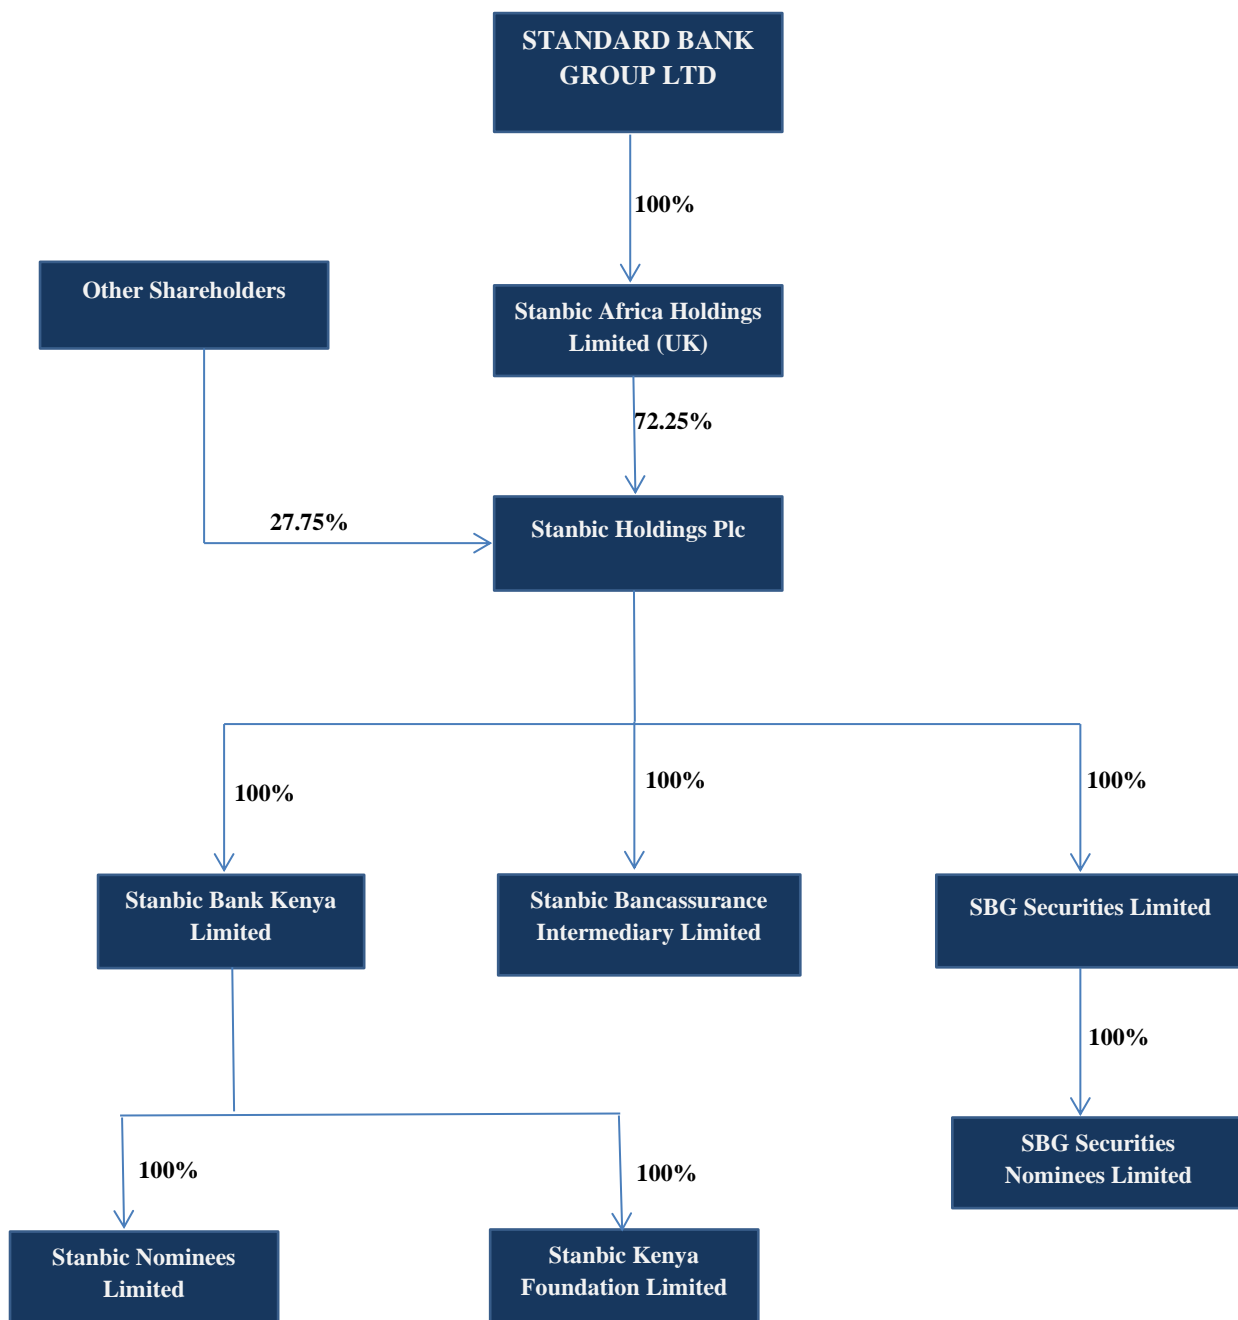 STANDARD BANK
GROUP LTD
100%
Other Shareholders
Stanbic Africa Holdings
Limited (UK)
72.25%
27.75%
Stanbic Holdings Plc
100%
100%
100%
Stanbic Bank Kenya
Limited
Stanbic Bancassurance
Intermediary Limited
SBG Securities Limited
100%
SBG Securities
Nominees Limited
100%
100%
Stanbic Nominees
Limited
Stanbic Kenya
Foundation Limited